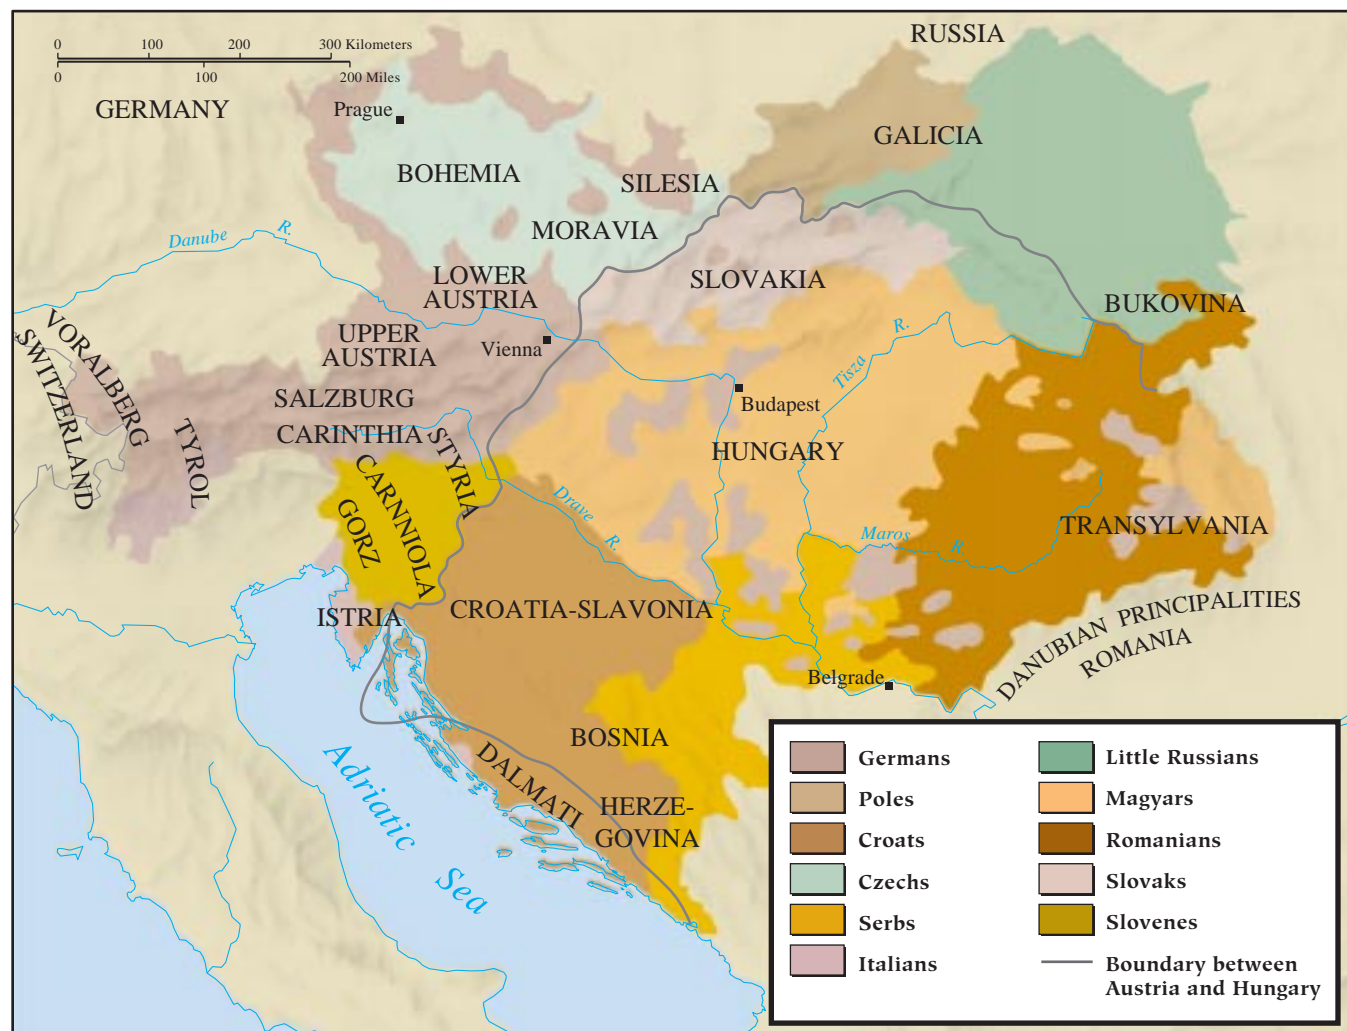 RUSSIA
0 100 200 300 Kilometers
0 100 200 Miles
GERMANY
Prague
GALICIA
BOHEMIA
SILESIA
MORAVIA
Danube R.
LOWER
AUSTRIA
SLOVAKIA
BUKOVINA
VORALBERG
SWITZERLAND
UPPER
AUSTRIA
Vienna
Tisza R.
SALZBURG
Budapest
CARINTHIA
TYROL
STYRIA
HUNGARY
CARNNIOLA
GORZ
Drave R.
Maros R.
TRANSYLVANIA
ISTRIA
CROATIA-SLAVONIA
DANUBIAN PRINCIPALITIES
ROMANIA
Belgrade
BOSNIA
DALMATI
HERZE-
GOVINA
Adriatic Sea
Germans
Poles
Croats
Czechs
Serbs
Italians
Little Russians
Magyars
Romanians
Slovaks
Slovenes
Boundary between
Austria and Hungary